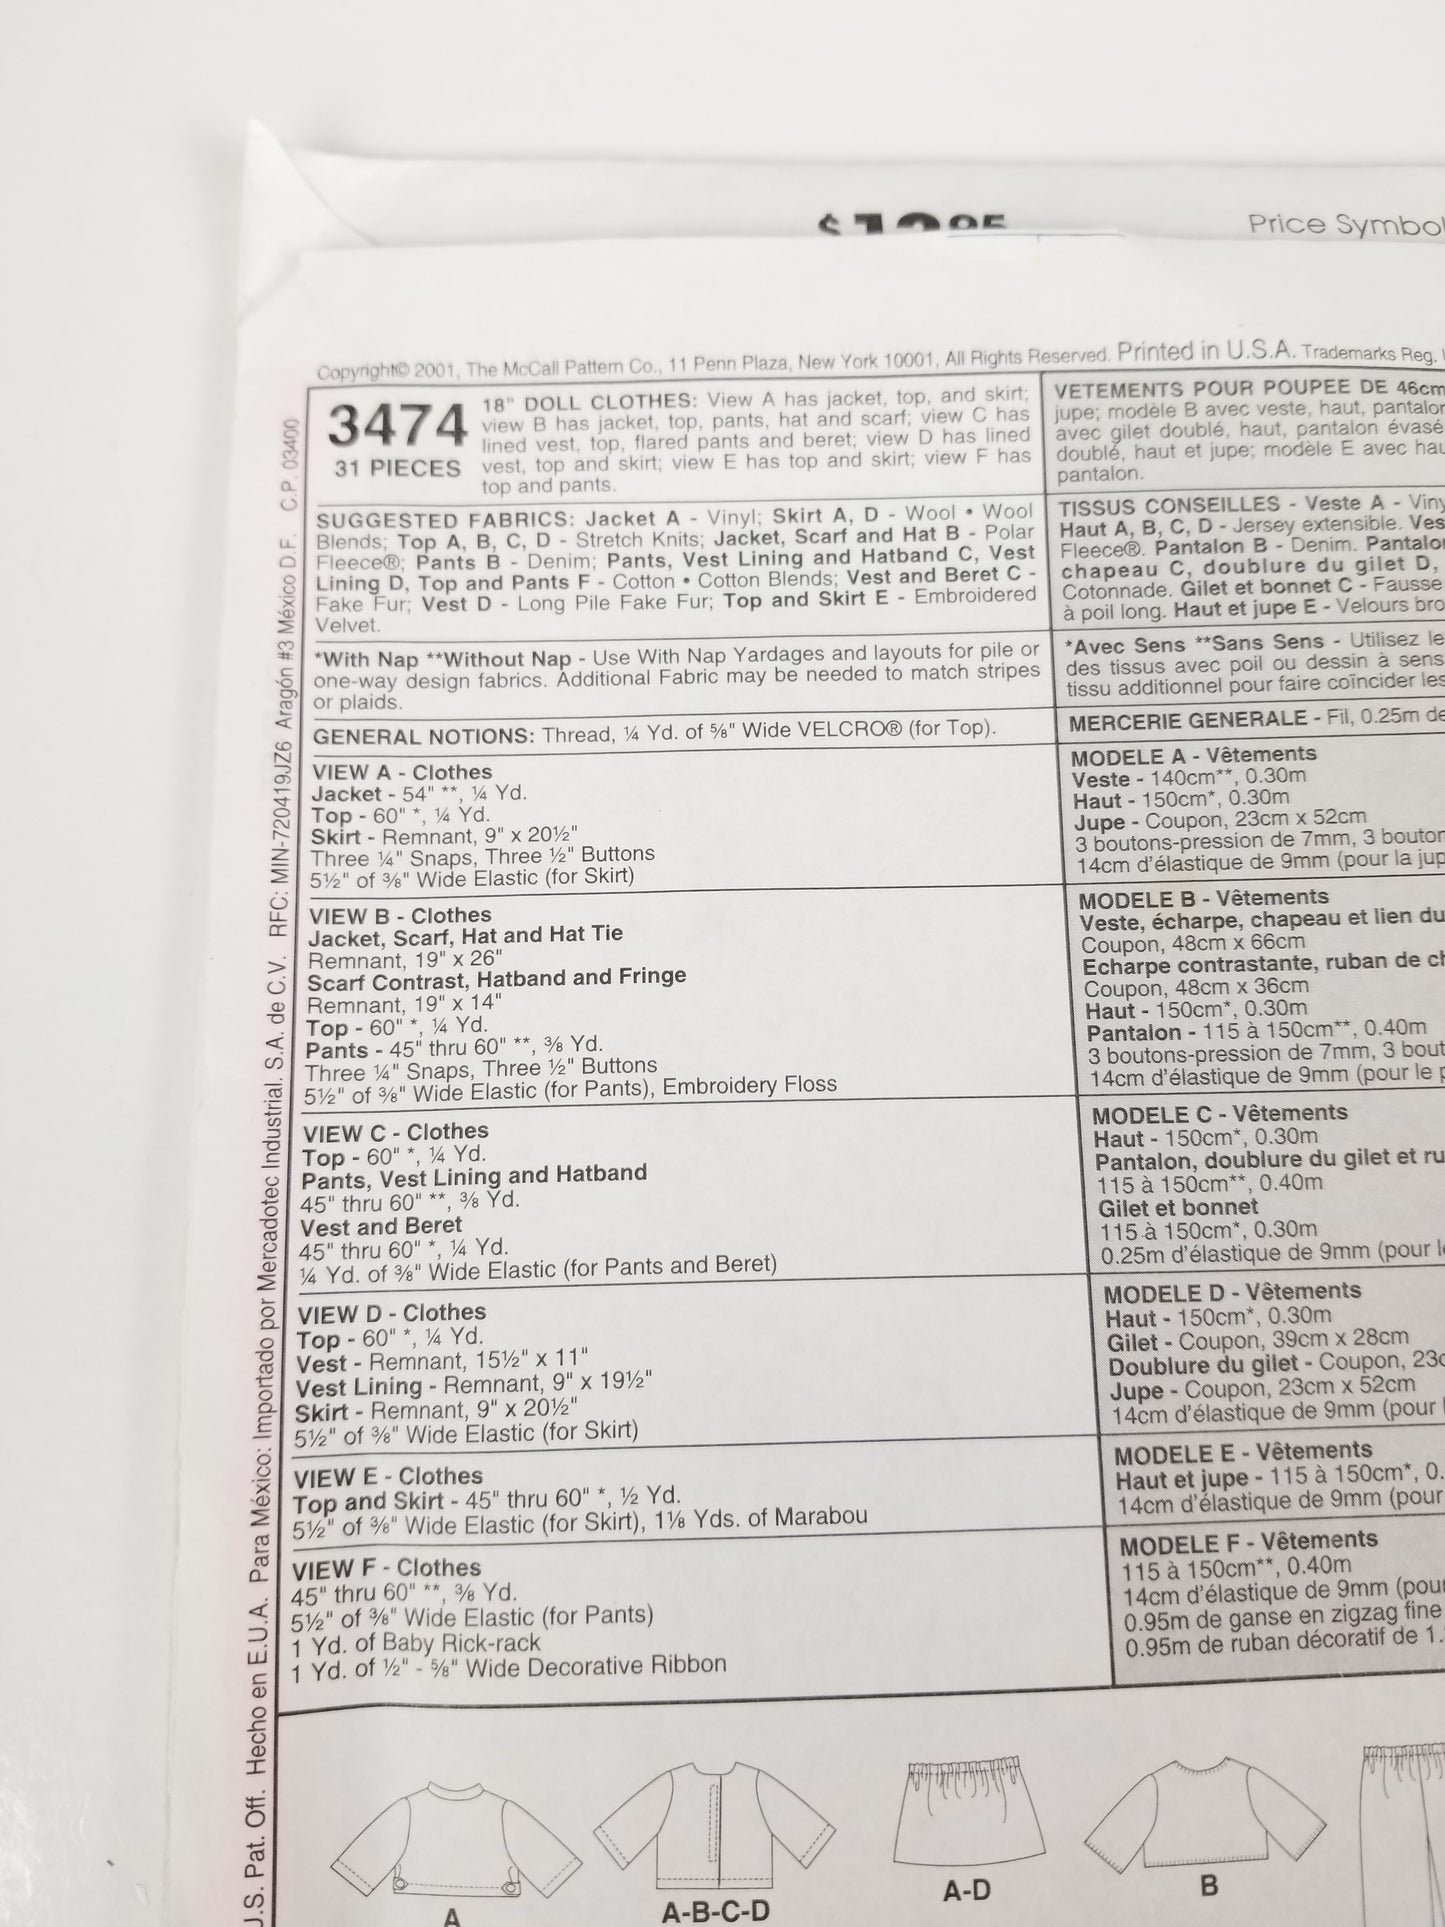 Price Symbol
Copyright© 2001, The McCall Pattern Co., 11 Penn Plaza, New York 10001, All Rights Reserved. Printed in U.S.A. Trademarks Reg.
U.S. Pat. Off. Hecho en E.U.A. Para México: Importado por Mercadotec Industrial. S.A. de C.V. RFC: MIN-720419JZ6 Aragón #3 México D.F. C.P. 03400
3474
31 PIECES
18" DOLL CLOTHES: View A has jacket, top, and skirt;
view B has jacket, top, pants, hat and scarf; view C has
lined vest, top, flared pants and beret; view D has lined
vest, top and skirt; view E has top and skirt; view F has
top and pants.
SUGGESTED FABRICS: Jacket A - Vinyl; Skirt A, D - Wool • Wool
Blends; Top A, B, C, D - Stretch Knits; Jacket, Scarf and Hat B - Polar
Fleece®; Pants B - Denim; Pants, Vest Lining and Hatband C, Vest
Lining D, Top and Pants F - Cotton • Cotton Blends; Vest and Beret C -
Fake Fur; Vest D - Long Pile Fake Fur; Top and Skirt E - Embroidered
Velvet.
*With Nap **Without Nap - Use With Nap Yardages and layouts for pile or
one-way design fabrics. Additional Fabric may be needed to match stripes
or plaids.
GENERAL NOTIONS: Thread, ¼ Yd. of ⅝" Wide VELCRO® (for Top).
VIEW A - Clothes
Jacket - 54" **, ¼ Yd.
Top - 60" *, ¼ Yd.
Skirt - Remnant, 9" x 20½"
Three ¼" Snaps, Three ½" Buttons
5½" of ⅜" Wide Elastic (for Skirt)
VIEW B - Clothes
Jacket, Scarf, Hat and Hat Tie
Remnant, 19" x 26"
Scarf Contrast, Hatband and Fringe
Remnant, 19" x 14"
Top - 60" *, ¼ Yd.
Pants - 45" thru 60" **, ⅜ Yd.
Three ¼" Snaps, Three ½" Buttons
5½" of ⅜" Wide Elastic (for Pants), Embroidery Floss
VIEW C - Clothes
Top - 60" *, ¼ Yd.
Pants, Vest Lining and Hatband
45" thru 60" **, ⅜ Yd.
Vest and Beret
45" thru 60" *, ¼ Yd.
¼ Yd. of ⅜" Wide Elastic (for Pants and Beret)
VIEW D - Clothes
Top - 60" *, ¼ Yd.
Vest - Remnant, 15½" x 11"
Vest Lining - Remnant, 9" x 19½"
Skirt - Remnant, 9" x 20½"
5½" of ⅜" Wide Elastic (for Skirt)
VIEW E - Clothes
Top and Skirt - 45" thru 60" *, ½ Yd.
5½" of ⅜" Wide Elastic (for Skirt), 1⅛ Yds. of Marabou
VIEW F - Clothes
45" thru 60" **, ⅜ Yd.
5½" of ⅜" Wide Elastic (for Pants)
1 Yd. of Baby Rick-rack
1 Yd. of ½" - ⅝" Wide Decorative Ribbon
VETEMENTS POUR POUPEE DE 46cm
jupe; modèle B avec veste, haut, pantalon
avec gilet doublé, haut, pantalon évasé
doublé, haut et jupe; modèle E avec hau
pantalon.
TISSUS CONSEILLES - Veste A - Viny
Haut A, B, C, D - Jersey extensible. Ves
Fleece®. Pantalon B - Denim. Pantalon
chapeau C, doublure du gilet D,
Cotonnade. Gilet et bonnet C - Fausse
à poil long. Haut et jupe E - Velours bro
*Avec Sens **Sans Sens - Utilisez le
des tissus avec poil ou dessin à sens
tissu additionnel pour faire coïncider les
MERCERIE GENERALE - Fil, 0.25m de
MODELE A - Vêtements
Veste - 140cm**, 0.30m
Haut - 150cm*, 0.30m
Jupe - Coupon, 23cm x 52cm
3 boutons-pression de 7mm, 3 bouton
14cm d'élastique de 9mm (pour la jup
MODELE B - Vêtements
Veste, écharpe, chapeau et lien du
Coupon, 48cm x 66cm
Echarpe contrastante, ruban de ch
Coupon, 48cm x 36cm
Haut - 150cm*, 0.30m
Pantalon - 115 à 150cm**, 0.40m
3 boutons-pression de 7mm, 3 bout
14cm d'élastique de 9mm (pour le p
MODELE C - Vêtements
Haut - 150cm*, 0.30m
Pantalon, doublure du gilet et ru
115 à 150cm**, 0.40m
Gilet et bonnet
115 à 150cm*, 0.30m
0.25m d'élastique de 9mm (pour le
MODELE D - Vêtements
Haut - 150cm*, 0.30m
Gilet - Coupon, 39cm x 28cm
Doublure du gilet - Coupon, 23c
Jupe - Coupon, 23cm x 52cm
14cm d'élastique de 9mm (pour l
MODELE E - Vêtements
Haut et jupe - 115 à 150cm*, 0.
14cm d'élastique de 9mm (pour
MODELE F - Vêtements
115 à 150cm**, 0.40m
14cm d'élastique de 9mm (pou
0.95m de ganse en zigzag fine
0.95m de ruban décoratif de 1.
A
A-B-C-D
A-D
B